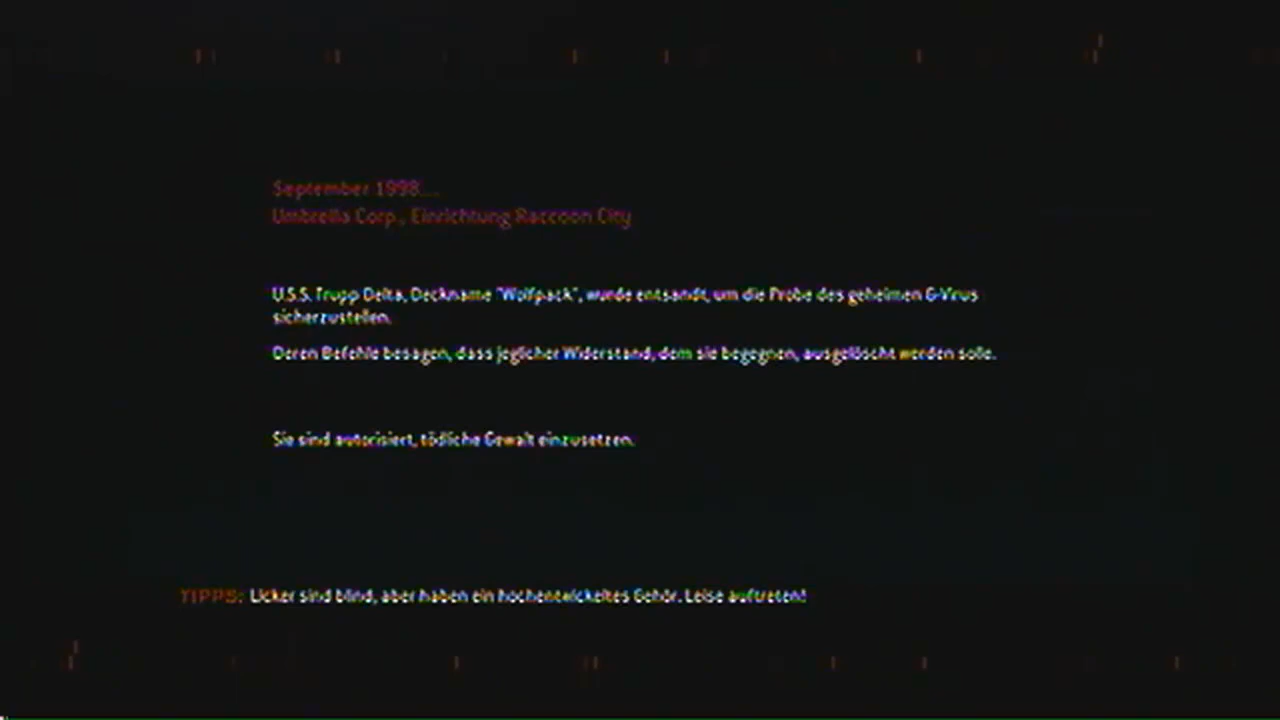 September 1998...
Umbrella Corp., Einrichtung Raccoon City
U.S.S. Trupp Delta, Deckname "Wolfpack", wurde entsandt, um die Probe des geheimen G-Virus
sicherzustellen.
Deren Befehle besagen, dass jeglicher Widerstand, dem sie begegnen, ausgelöscht werden solle.
Sie sind autorisiert, tödliche Gewalt einzusetzen.
TIPPS: Licker sind blind, aber haben ein hochentwickeltes Gehör. Leise auftreten!